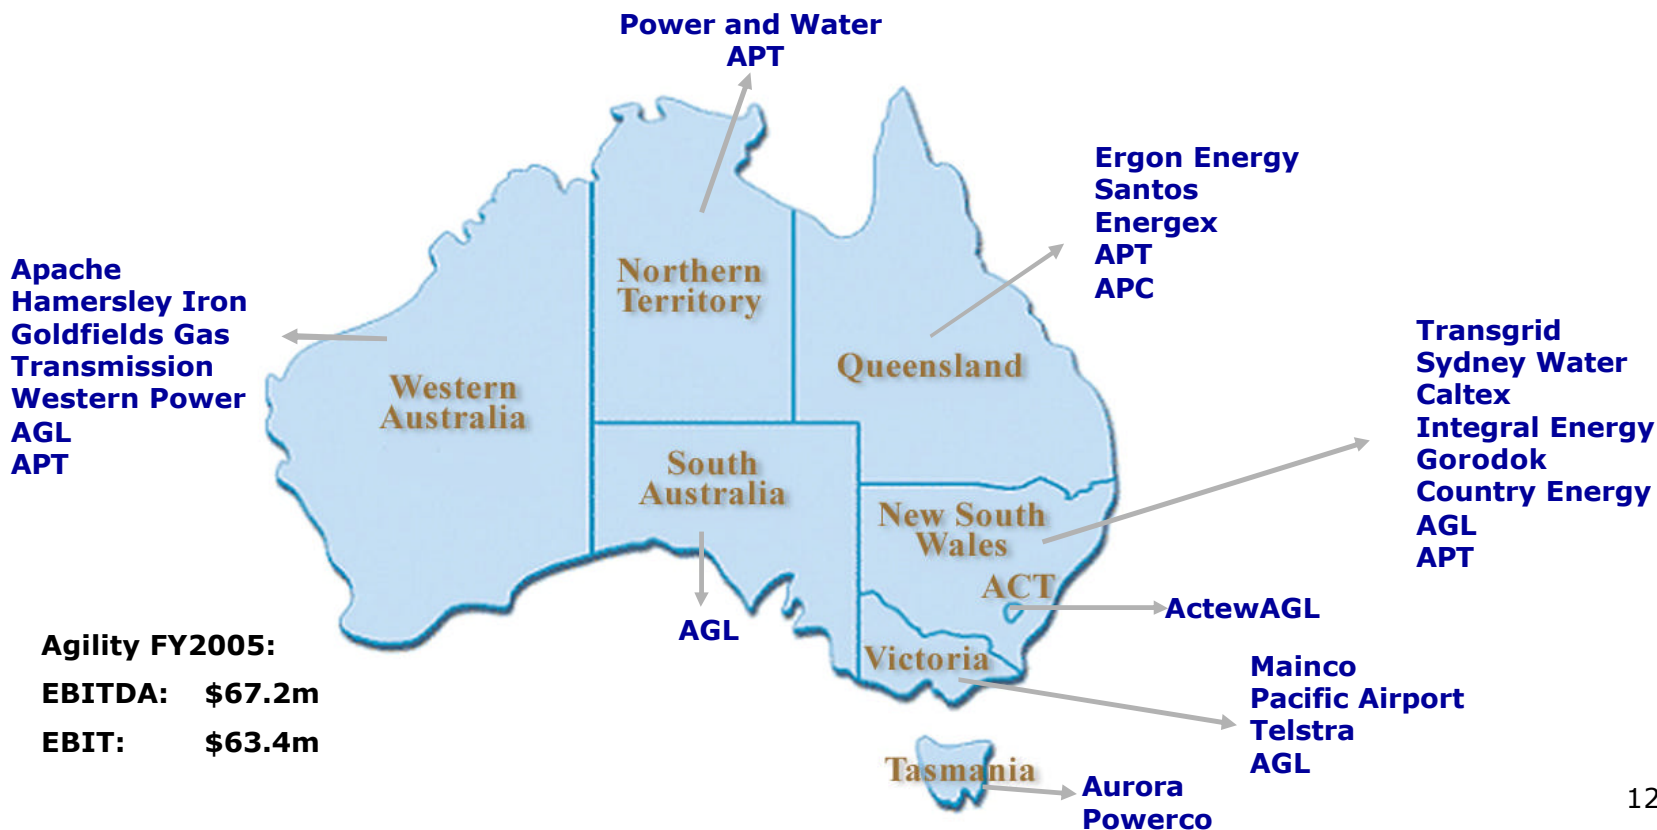 Power and Water
APT
Ergon Energy
Santos
Energex
APT
APC
Apache
Hamersley Iron
Goldfields Gas
Transmission
Western Power
AGL
APT
Northern
Territory
Queensland
Western
Australia
South
Australia
New South
Wales
ACT
Victoria
Tasmania
Transgrid
Sydney Water
Caltex
Integral Energy
Gorodok
Country Energy
AGL
APT
ActewAGL
AGL
Mainco
Pacific Airport
Telstra
AGL
Aurora
Powerco
Agility FY2005:
EBITDA: $67.2m
EBIT: $63.4m
12